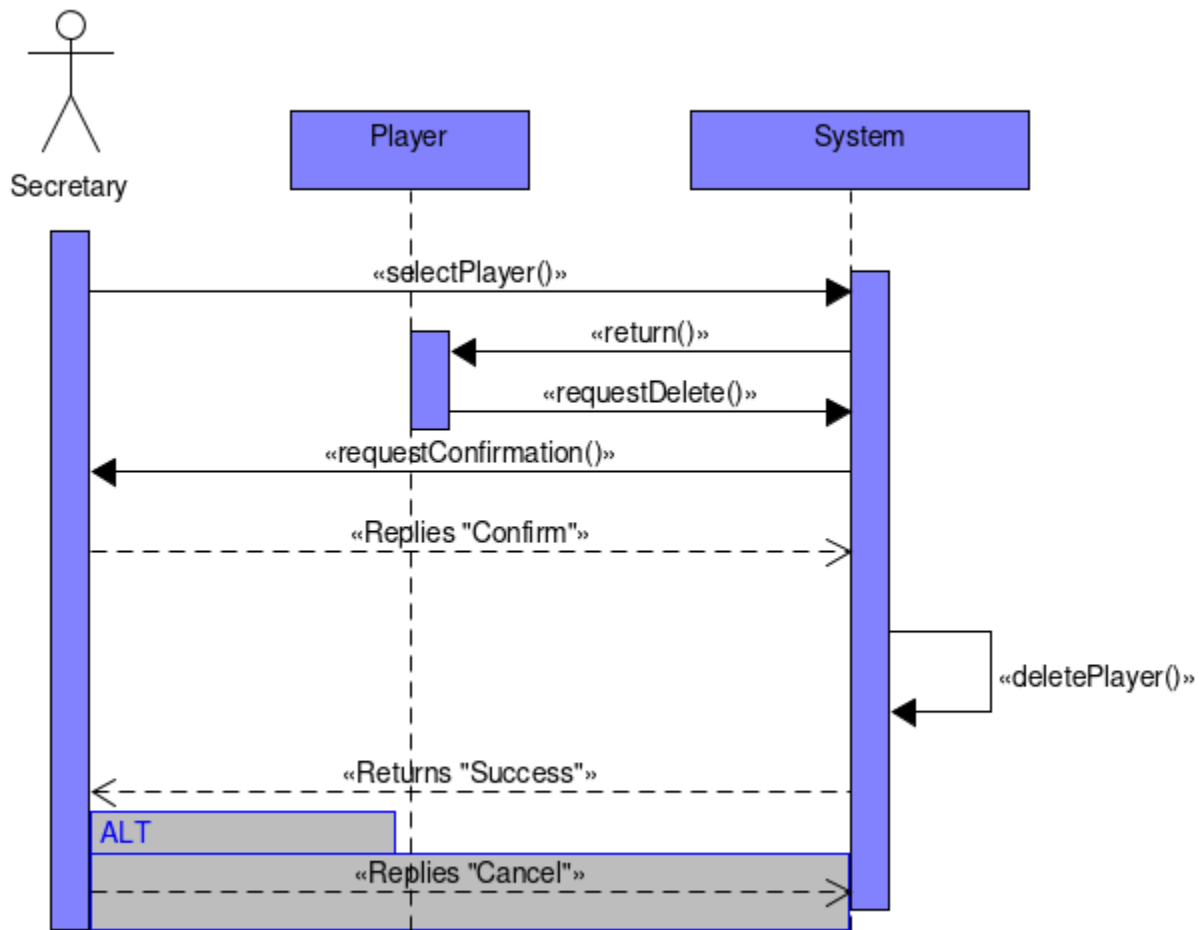 Player
System
Secretary
««selectPlayer()»
««return()»
««requestDelete()»
««requestConfirmation()»
««Replies "Confirm"»
««deletePlayer()»
««Returns "Success"»
ALT
««Replies "Cancel"»